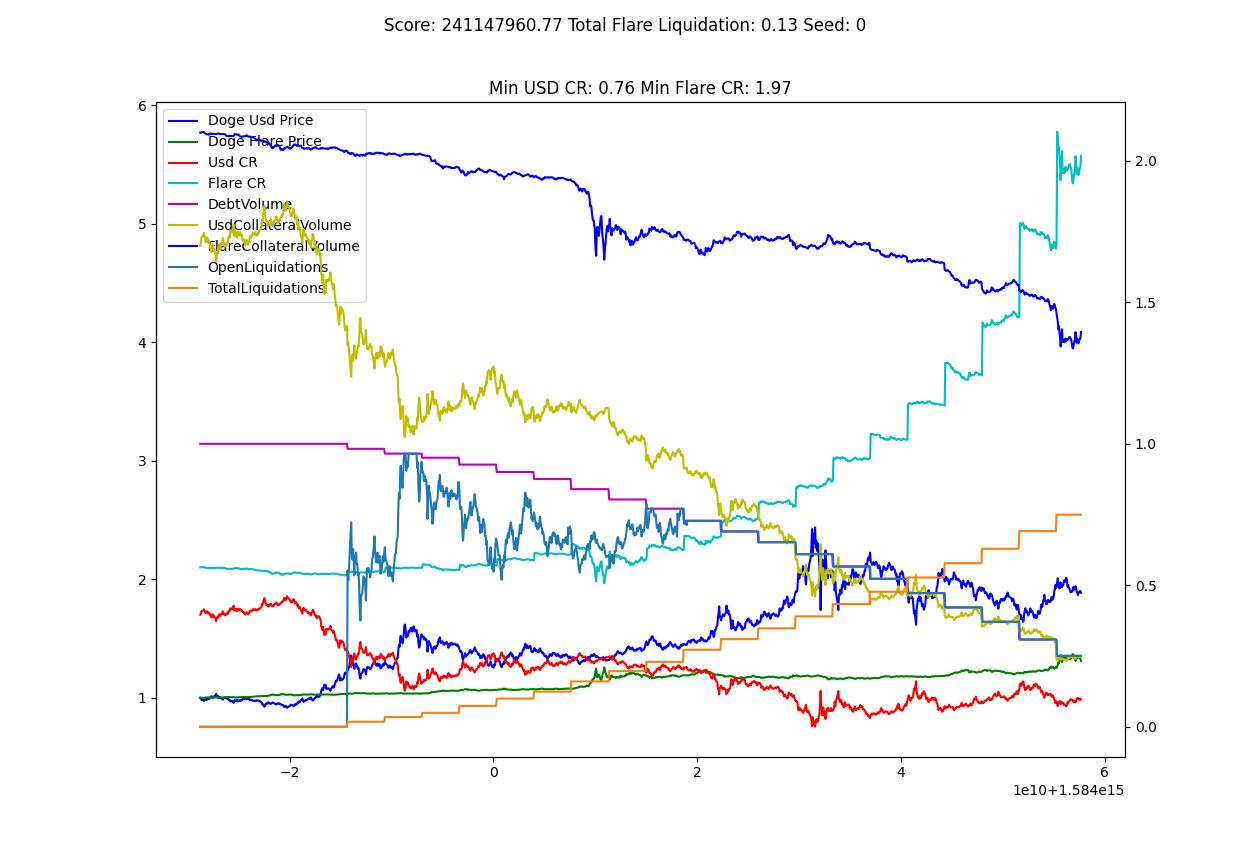 Score: 241147960.77 Total Flare Liquidation: 0.13 Seed: 0
Min USD CR: 0.76 Min Flare CR: 1.97
Doge Usd Price
Doge Flare Price
Usd CR
Flare CR
DebtVolume
UsdCollateralVolume
FlareCollateralVolume
OpenLiquidations
TotalLiquidations
6
5
4
3
2
1
2.0
1.5
1.0
0.5
0.0
−2 0 2 4 6
1e10+1.584e15